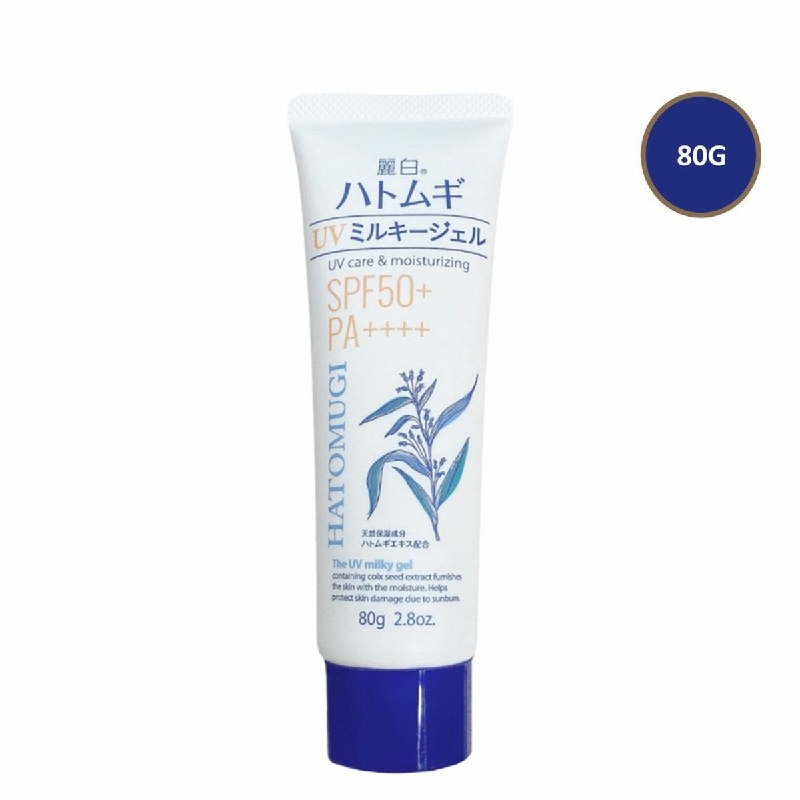 麗白®
ハトムギ
UVミルキージェル
UV care & moisturizing
SPF50+
PA++++
HATOMUGI
天然保湿成分
ハトムギエキス配合
The UV milky gel
containing coix seed extract furnishes
the skin with the moisture. Helps
protect skin damage due to sunburn.
80g 2.8oz.
80G